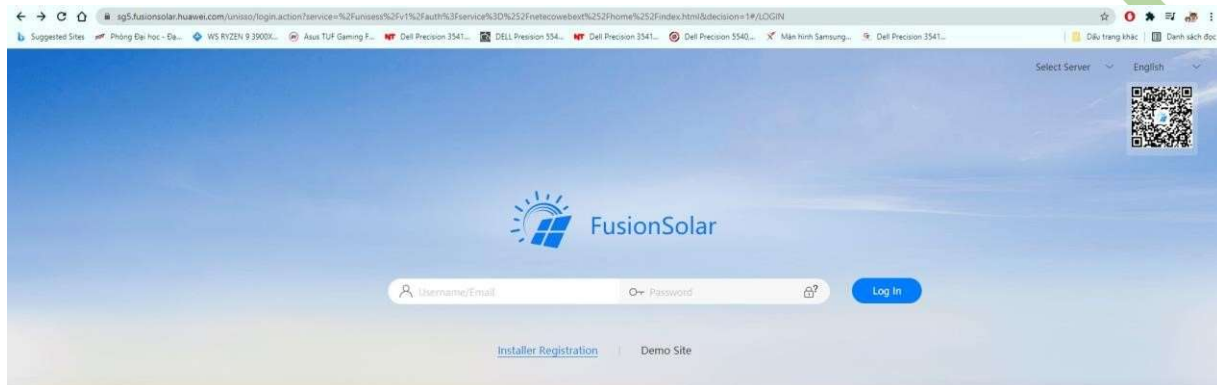 sg5.fusionsolar.huawei.com/unisso/login.action?service=%2Funisess%2Fv1%2Fauth%3Fservice%3D%252Fnetecowebext%252Fhome%252Findex.html&decision=1#/LOGIN
Suggested Sites Phòng Đại học - Đạ... WS RYZEN 9 3900X... Asus TUF Gaming F... Dell Precision 3541... DELL Presision 554... Dell Precision 3541... Dell Precision 5540,... Màn hình Samsung... Dell Precision 3541... Dấu trang khác Danh sách đọc
Select Server English
FusionSolar
Username/Email Password Log In
Installer Registration Demo Site